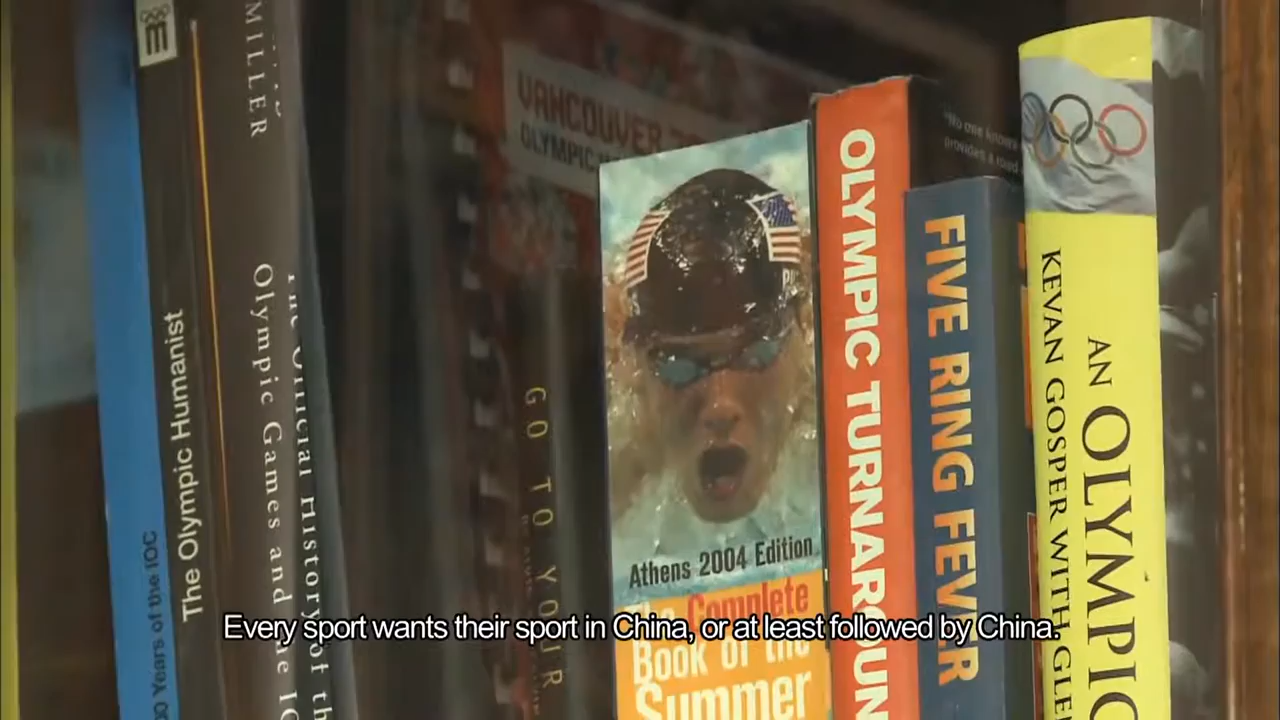 00 Years of the IOC
The Olympic Humanist
MILLER
The Official History of th
Olympic Games and the IO
VANCOUVER
OLYMPIC
GO TO YOUR
Athens 2004 Edition
The Complete
Book of the
Summer
OLYMPIC TURNAROUN
"No one knows
provides a road
FIVE RING FEVER
AN OLYMPIC
KEVAN GOSPER WITH GLE
Every sport wants their sport in China, or at least followed by China.